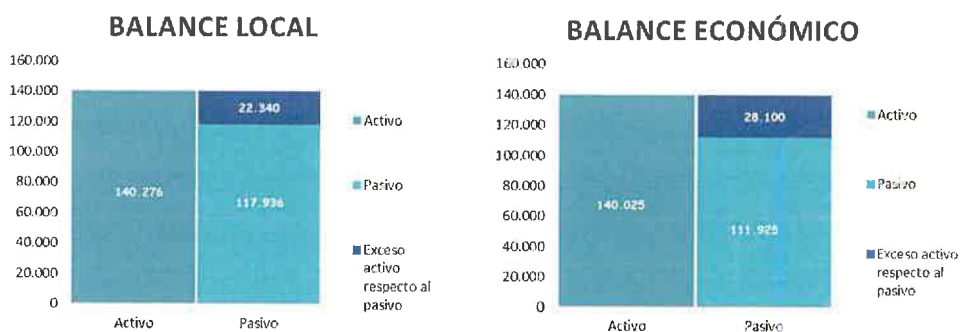 BALANCE LOCAL
160.000
140.000
120.000
100.000
80.000
60.000
40.000
20.000
0
140.276
22.340
117.936
Activo
Pasivo
Activo
Pasivo
Exceso
activo
respecto al
pasivo
BALANCE ECONÓMICO
160.000
140.000
120.000
100.000
80.000
60.000
40.000
20.000
0
140.025
28.100
111.925
Activo
Pasivo
Activo
Pasivo
Exceso activo
respecto al
pasivo